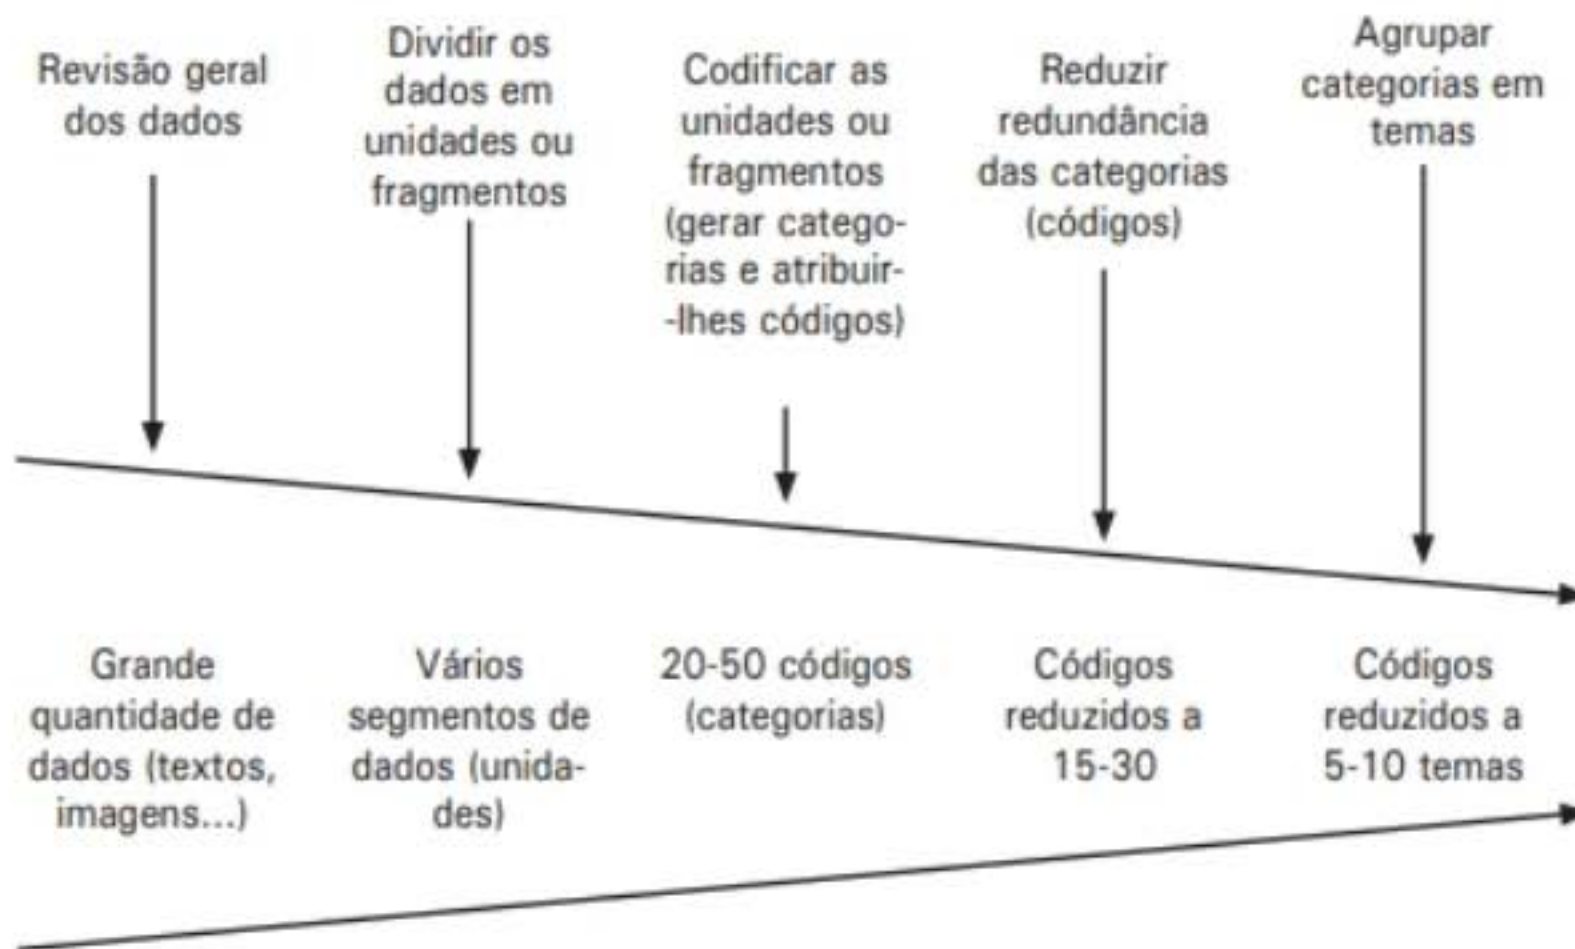 Revisão geral
dos dados
Dividir os
dados em
unidades ou
fragmentos
Codificar as
unidades ou
fragmentos
(gerar catego-
rias e atribuir-
-lhes códigos)
Reduzir
redundância
das categorias
(códigos)
Agrupar
categorias em
temas
Grande
quantidade de
dados (textos,
imagens...)
Vários
segmentos de
dados (unida-
des)
20-50 códigos
(categorias)
Códigos
reduzidos a
15-30
Códigos
reduzidos a
5-10 temas